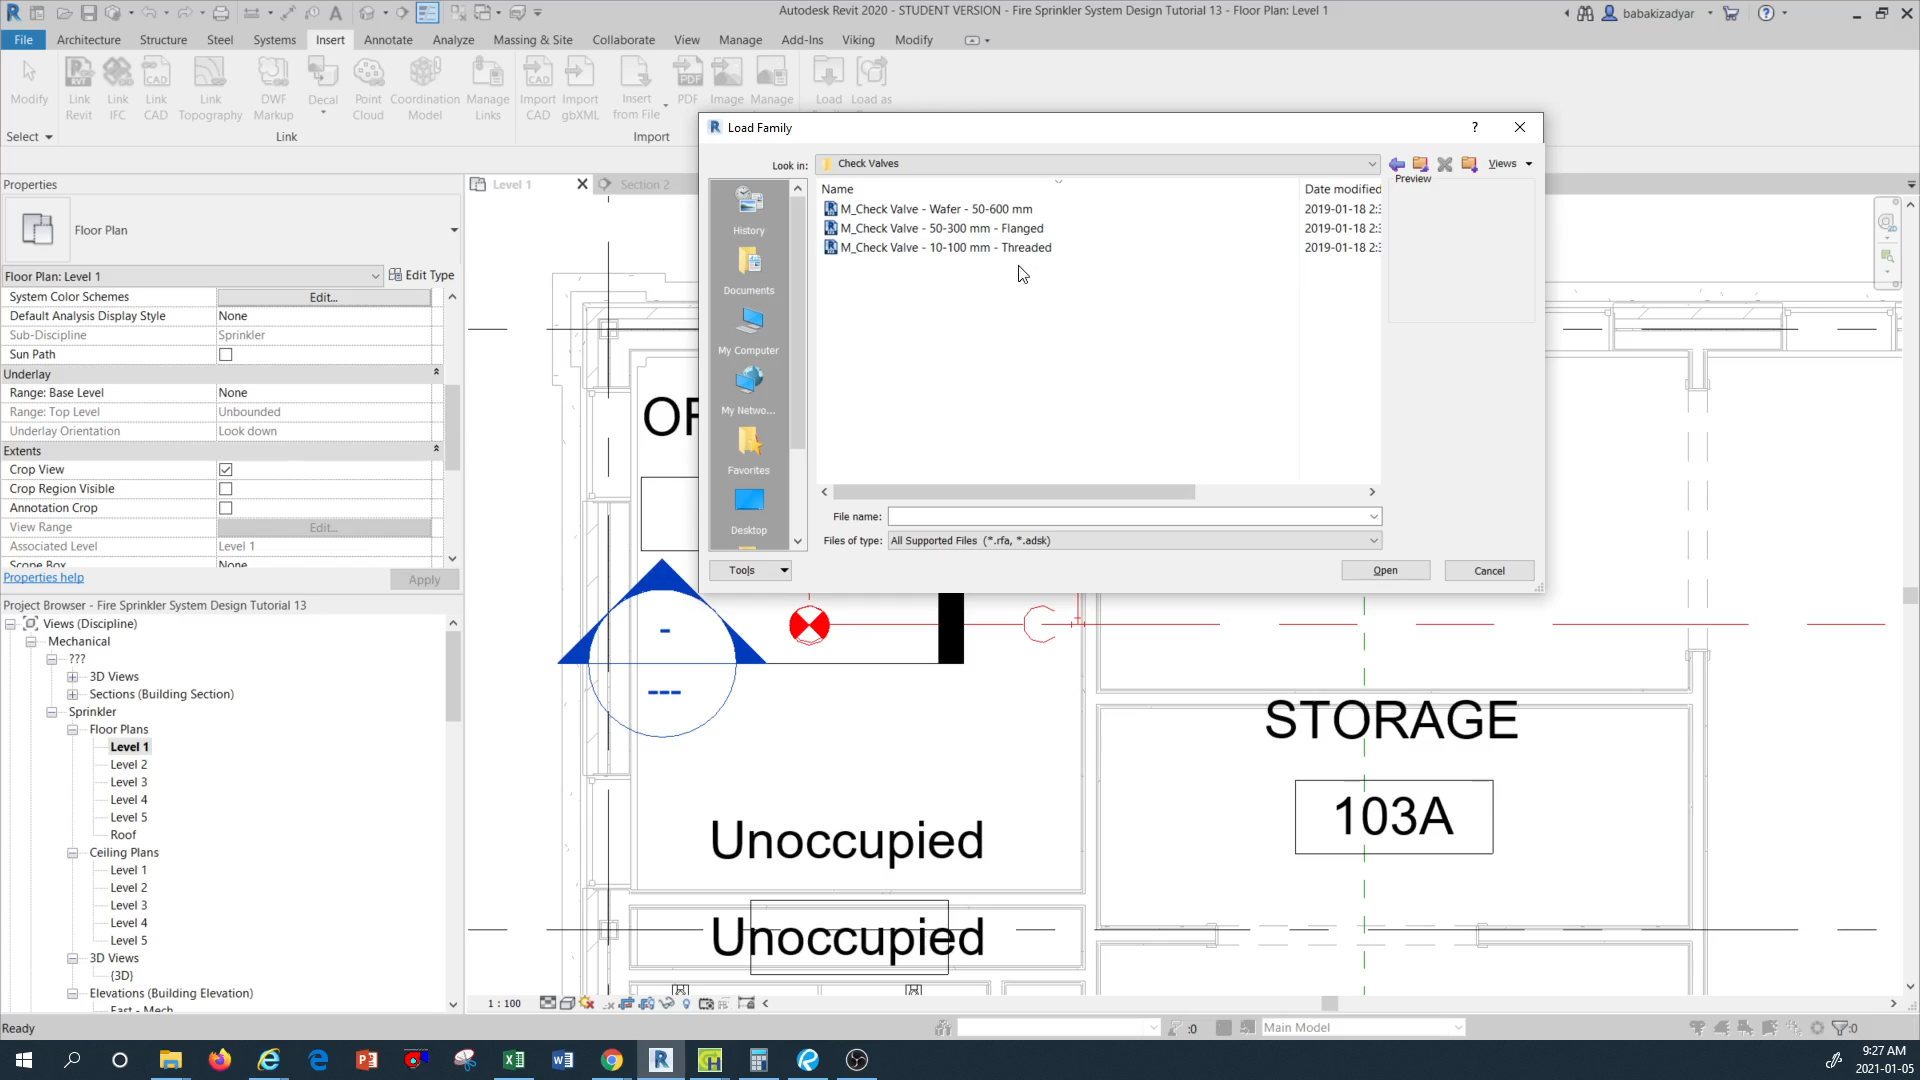 Autodesk Revit 2020 - STUDENT VERSION - Fire Sprinkler System Design Tutorial 13 - Floor Plan: Level 1
babakizadyar
File Architecture Structure Steel Systems Insert Annotate Analyze Massing & Site Collaborate View Manage Add-Ins Viking Modify
Modify
Link Revit
Link IFC
Link CAD
Link Topography
DWF Markup
Decal
Point Cloud
Coordination Model
Manage Links
Import CAD
Import gbXML
Insert from File
PDF
Image
Manage
Load
Load as
Select
Link
Import
Load Family
Look in:
Check Valves
Views
Preview
Name
Date modified
M_Check Valve - Wafer - 50-600 mm
2019-01-18 2:3
M_Check Valve - 50-300 mm - Flanged
2019-01-18 2:3
M_Check Valve - 10-100 mm - Threaded
2019-01-18 2:3
History
Documents
My Computer
My Netwo...
Favorites
Desktop
File name:
Files of type:
All Supported Files (*.rfa, *.adsk)
Tools
Open
Cancel
Properties
Level 1
Section 2
Floor Plan
Floor Plan: Level 1
Edit Type
System Color Schemes
Edit...
Default Analysis Display Style
None
Sub-Discipline
Sprinkler
Sun Path
Underlay
Range: Base Level
None
Range: Top Level
Unbounded
Underlay Orientation
Look down
Extents
Crop View
Crop Region Visible
Annotation Crop
View Range
Edit...
Associated Level
Level 1
Scope Box
None
Properties help
Apply
Project Browser - Fire Sprinkler System Design Tutorial 13
Views (Discipline)
Mechanical
???
3D Views
Sections (Building Section)
Sprinkler
Floor Plans
Level 1
Level 2
Level 3
Level 4
Level 5
Roof
Ceiling Plans
Level 1
Level 2
Level 3
Level 4
Level 5
3D Views
{3D}
Elevations (Building Elevation)
East - Mech
-
---
STORAGE
103A
Unoccupied
Unoccupied
1 : 100
Ready
:0
Main Model
:0
9:27 AM
2021-01-05